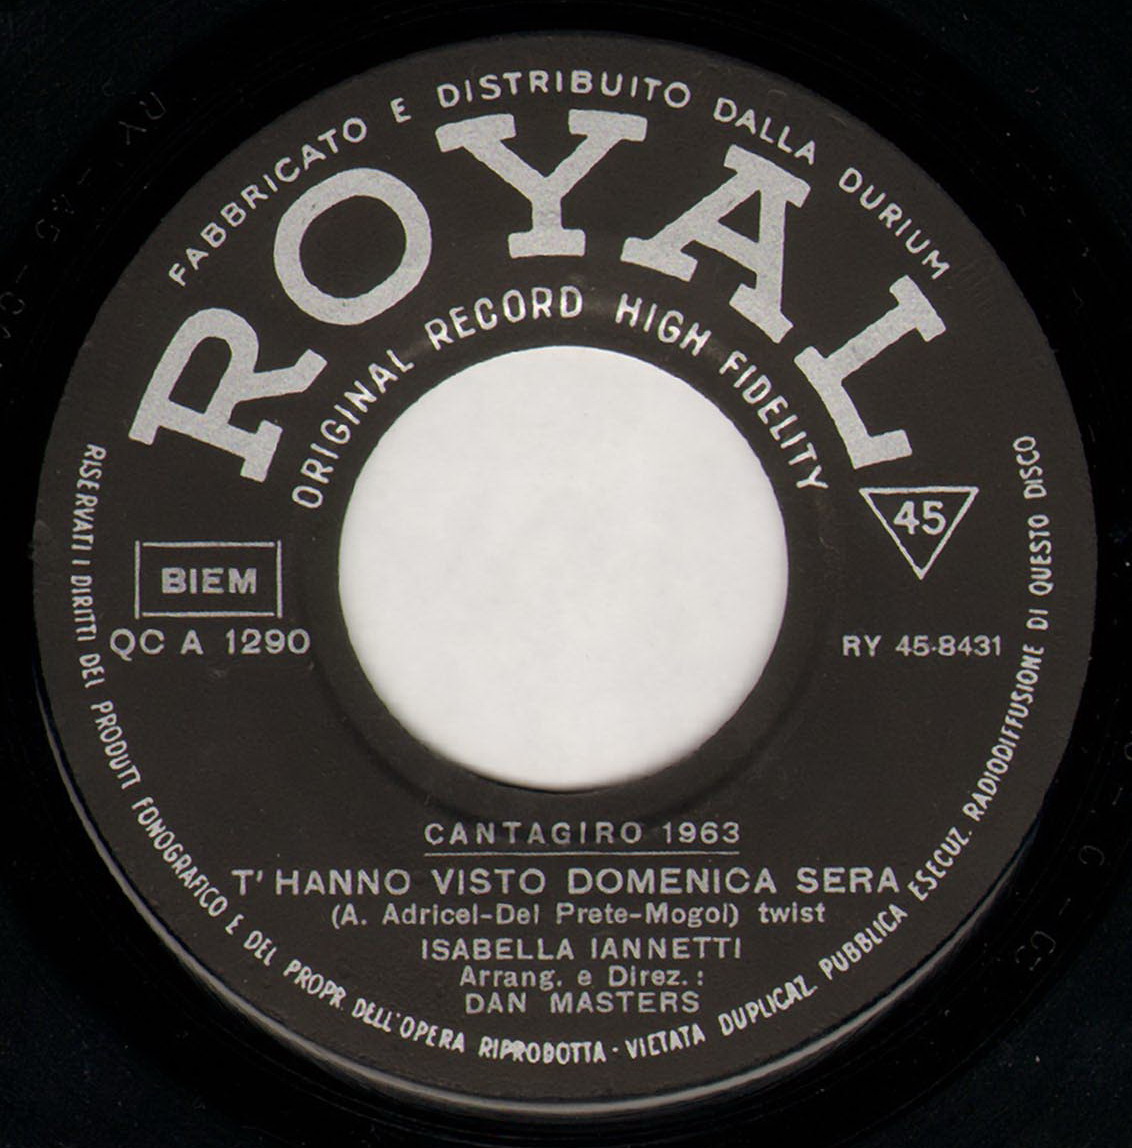 FABBRICATO E DISTRIBUITO DALLA DURIUM
ROYAL
ORIGINAL RECORD HIGH FIDELITY
45
BIEM
QC A 1290
RY 45-8431
CANTAGIRO 1963
T' HANNO VISTO DOMENICA SERA
(A. Adricel-Del Prete-Mogol) twist
ISABELLA IANNETTI
Arrang. e Direz.:
DAN MASTERS
RISERVATI I DIRITTI DEL PRODUTT FONOGRAFICO E DEL PROPR. DELL'OPERA RIPRODOTTA - VIETATA DUPLICAZ. PUBBLICA ESECUZ. RADIODIFFUSIONE DI QUESTO DISCO